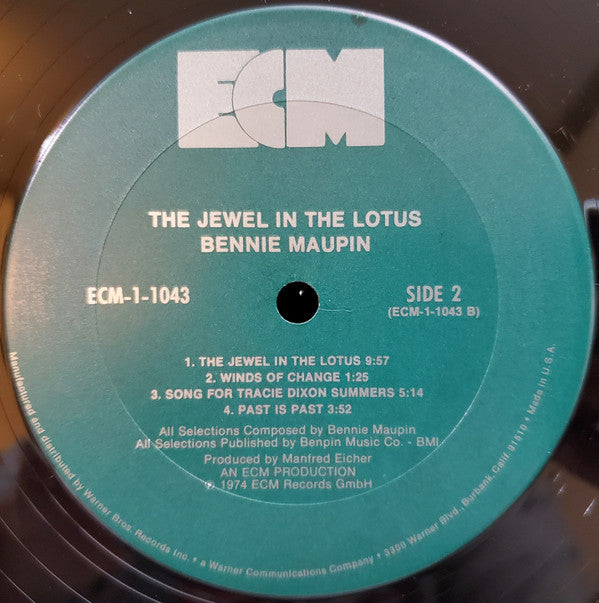 ECM
THE JEWEL IN THE LOTUS
BENNIE MAUPIN
ECM-1-1043
SIDE 2
(ECM-1-1043 B)
1. THE JEWEL IN THE LOTUS 9:57
2. WINDS OF CHANGE 1:25
3. SONG FOR TRACIE DIXON SUMMERS 5:14
4. PAST IS PAST 3:52
All Selections Composed by Bennie Maupin
All Selections Published by Benpin Music Co. - BMI
Produced by Manfred Eicher
AN ECM PRODUCTION
℗ 1974 ECM Records GmbH
Manufactured and distributed by Warner Bros. Records Inc. • a Warner Communications Company • 3300 Warner Blvd., Burbank, Calif. 91510 • Made in U.S.A.